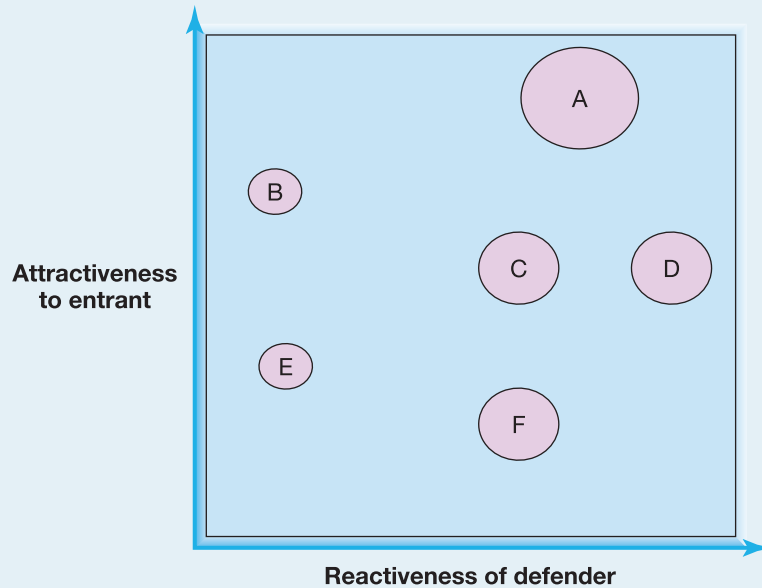 A
B
C
D
Attractiveness
to entrant
E
F
Reactiveness of defender